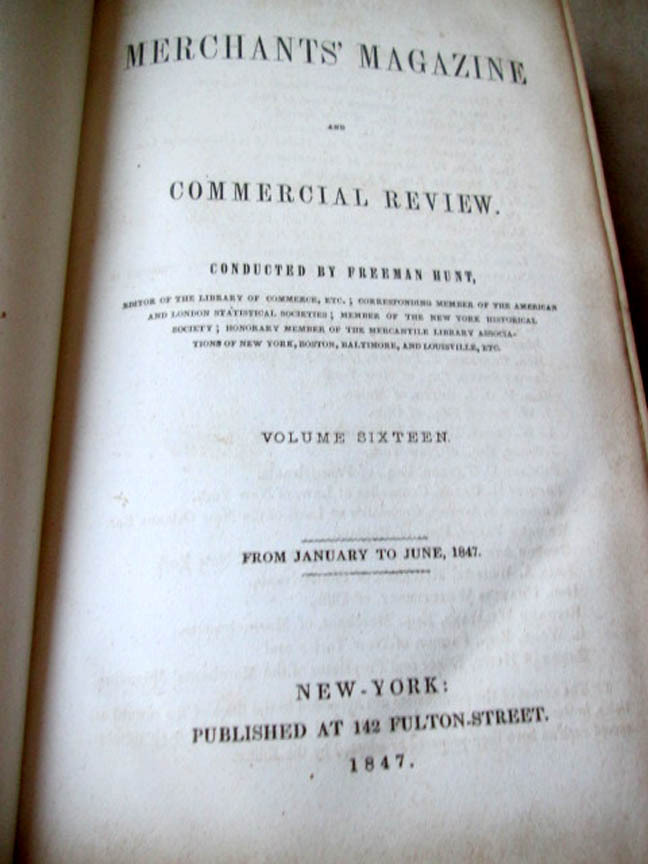 MERCHANTS' MAGAZINE
AND
COMMERCIAL REVIEW.
CONDUCTED BY FREEMAN HUNT,
EDITOR OF THE LIBRARY OF COMMERCE, ETC.; CORRESPONDING MEMBER OF THE AMERICAN
AND LONDON STATISTICAL SOCIETIES; MEMBER OF THE NEW YORK HISTORICAL
SOCIETY; HONORARY MEMBER OF THE MERCANTILE LIBRARY ASSOCIA-
TIONS OF NEW YORK, BOSTON, BALTIMORE, AND LOUISVILLE, ETC.
VOLUME SIXTEEN.
FROM JANUARY TO JUNE, 1847.
NEW-YORK:
PUBLISHED AT 142 FULTON-STREET.
1847.